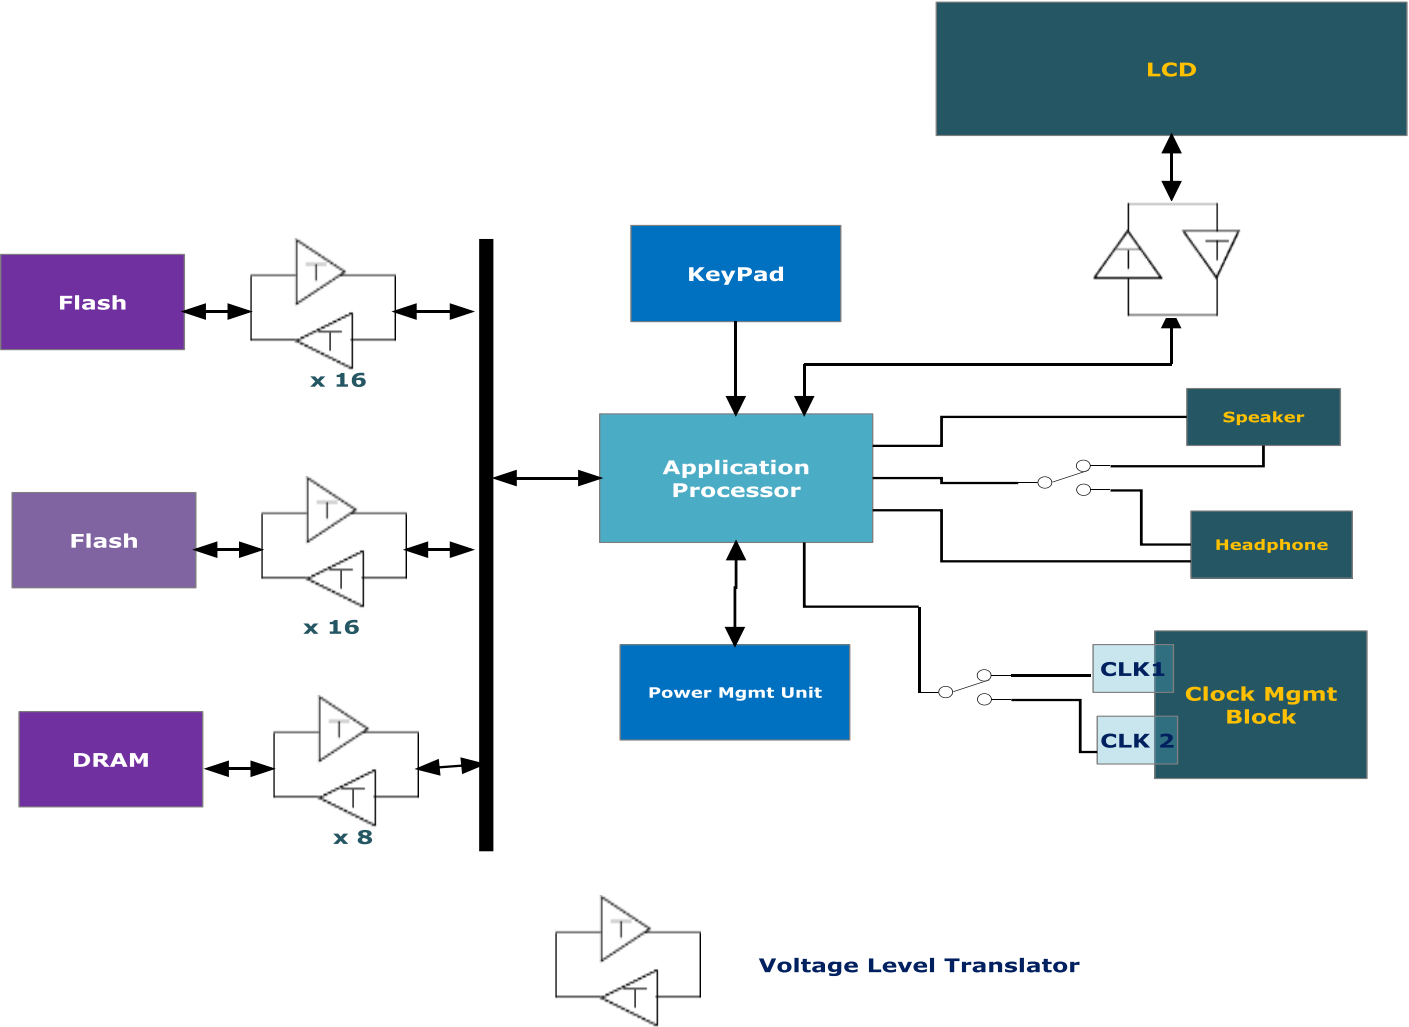 LCD
KeyPad
Flash
T
T
x 16
T
T
Speaker
Application
Processor
Flash
T
T
x 16
Headphone
CLK1
Power Mgmt Unit
Clock Mgmt
Block
CLK 2
DRAM
T
T
x 8
T
T
Voltage Level Translator